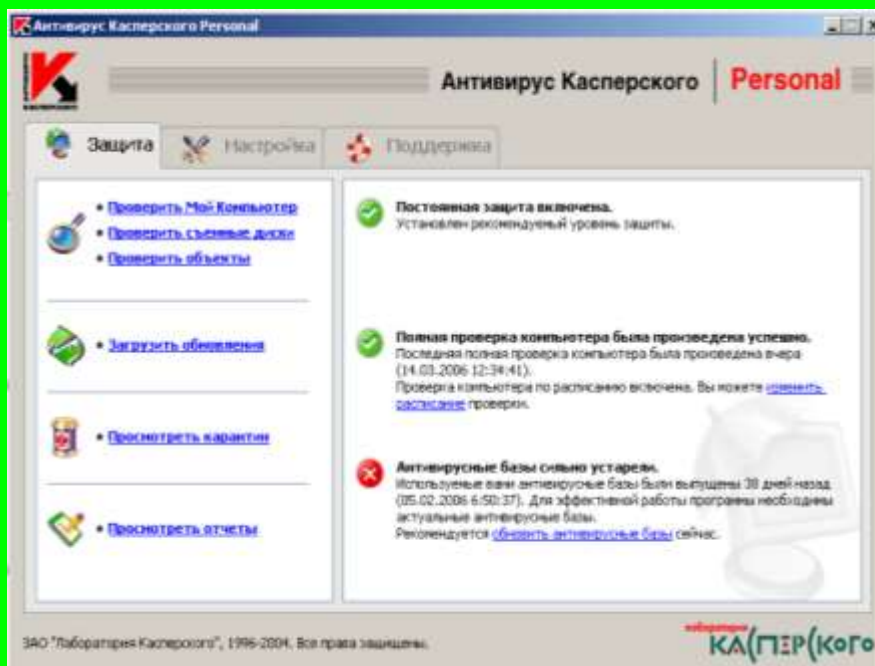 Антивирус Касперского Personal
Антивирус Касперского Personal
Защита Настройка Поддержка
• Проверить Мой Компьютер
• Проверить съемные диски
• Проверить объекты
• Загрузить обновления
• Просмотреть карантин
• Просмотреть отчеты
Постоянная защита включена.
Установлен рекомендуемый уровень защиты.
Полная проверка компьютера была произведена успешно.
Последняя полная проверка компьютера была произведена вчера
(14.03.2006 12:34:41).
Проверка компьютера по расписанию включена. Вы можете изменить
расписание проверки.
Антивирусные базы сильно устарели.
Используемые вами антивирусные базы были выпущены 38 дней назад
(05.02.2006 6:50:37). Для эффективной работы программы необходимы
актуальные антивирусные базы.
Рекомендуется обновить антивирусные базы сейчас.
ЗАО "Лаборатория Касперского", 1996-2004. Все права защищены.
лаборатория
КАСПЕРСКОГО